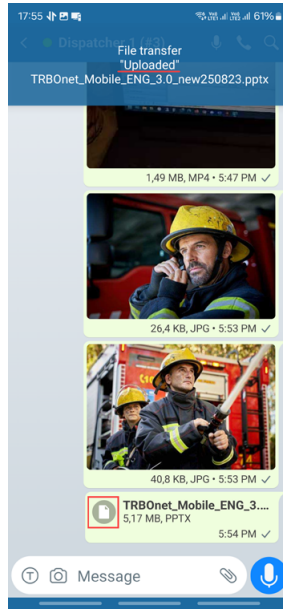 17:55 61%
Dispatcher 1 (#3)
File transfer
"Uploaded"
TRBOnet_Mobile_ENG_3.0_new250823.pptx
1,49 MB, MP4 • 5:47 PM ✓
26,4 KB, JPG • 5:53 PM ✓
40,8 KB, JPG • 5:53 PM ✓
TRBOnet_Mobile_ENG_3....
5,17 MB, PPTX
5:54 PM ✓
T Message